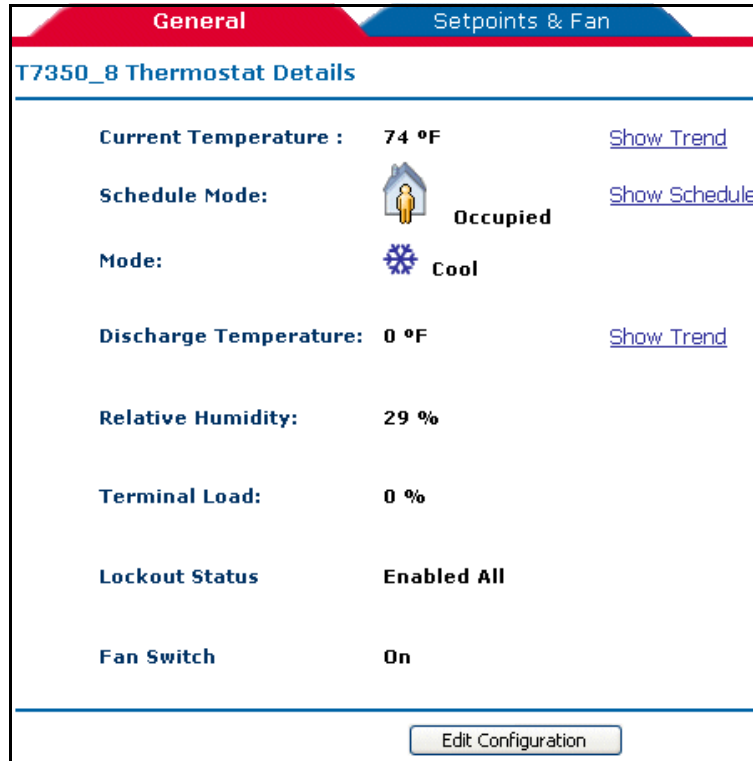 General Setpoints & Fan
T7350_8 Thermostat Details
Current Temperature : 74 ºF Show Trend
Schedule Mode: Occupied Show Schedule
Mode: Cool
Discharge Temperature: 0 ºF Show Trend
Relative Humidity: 29 %
Terminal Load: 0 %
Lockout Status Enabled All
Fan Switch On
Edit Configuration